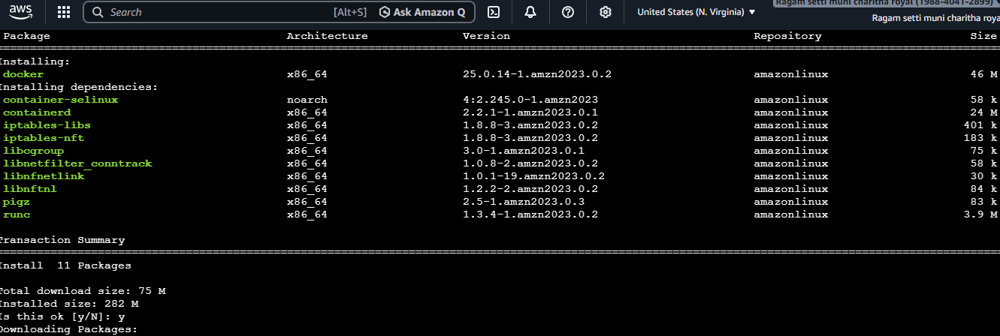 aws Search [Alt+S] Ask Amazon Q United States (N. Virginia) ▼
Ragam setti muni charitha royal (1988-4041-2899) ▼
Ragam setti muni charitha roya
Package Architecture Version Repository Size
================================================================================
Installing:
docker x86_64 25.0.14-1.amzn2023.0.2 amazonlinux 46 M
Installing dependencies:
container-selinux noarch 4:2.245.0-1.amzn2023 amazonlinux 58 k
containerd x86_64 2.2.1-1.amzn2023.0.1 amazonlinux 24 M
iptables-libs x86_64 1.8.8-3.amzn2023.0.2 amazonlinux 401 k
iptables-nft x86_64 1.8.8-3.amzn2023.0.2 amazonlinux 183 k
libcgroup x86_64 3.0-1.amzn2023.0.1 amazonlinux 75 k
libnetfilter_conntrack x86_64 1.0.8-2.amzn2023.0.2 amazonlinux 58 k
libnfnetlink x86_64 1.0.1-19.amzn2023.0.2 amazonlinux 30 k
libnftnl x86_64 1.2.2-2.amzn2023.0.2 amazonlinux 84 k
pigz x86_64 2.5-1.amzn2023.0.3 amazonlinux 83 k
runc x86_64 1.3.4-1.amzn2023.0.2 amazonlinux 3.9 M
Transaction Summary
================================================================================
Install 11 Packages
Total download size: 75 M
Installed size: 282 M
Is this ok [y/N]: y
Downloading Packages: